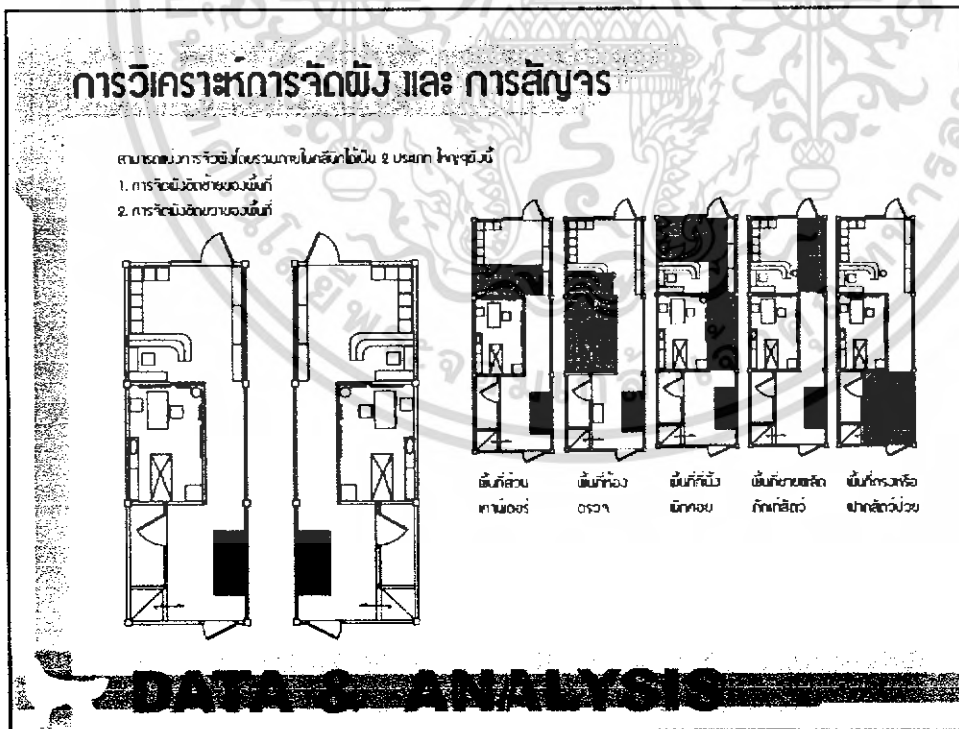 การวิเคราะห์การจัดผัง และ การสัญจร
สามารถแบ่งการจัดผังโดยรวมภายในคลินิกได้เป็น 2 ประเภท ใหญ่ๆดังนี้
1. การจัดผังชิดซ้ายของพื้นที่
2. การจัดผังชิดขวาของพื้นที่
พื้นที่ส่วน
เคาน์เตอร์
พื้นที่ห้อง
ตรวจ
พื้นที่ที่นั่ง
พักคอย
พื้นที่ขายผลิต
ภัณฑ์สัตว์
พื้นที่กรงหรือ
ฝากสัตว์ป่วย
DATA & ANALYSIS